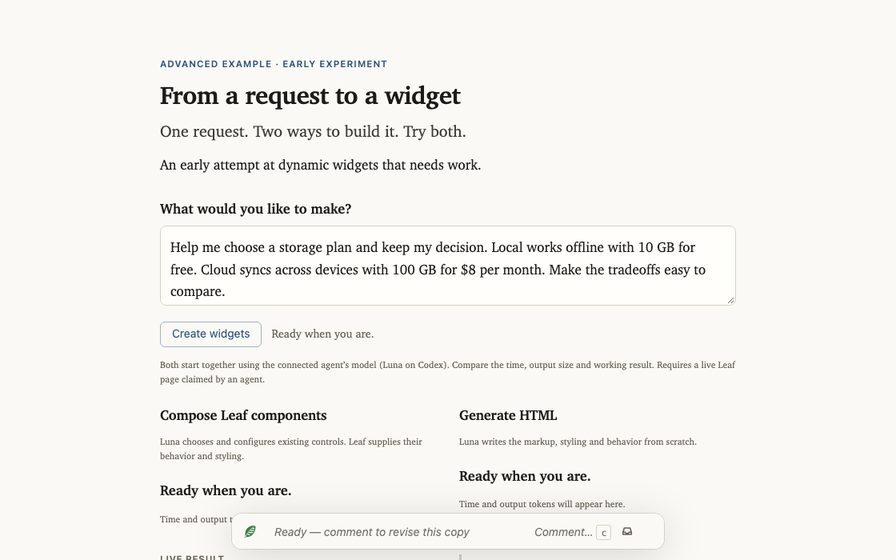 ADVANCED EXAMPLE · EARLY EXPERIMENT
From a request to a widget
One request. Two ways to build it. Try both.
An early attempt at dynamic widgets that needs work.
What would you like to make?
Help me choose a storage plan and keep my decision. Local works offline with 10 GB for
free. Cloud syncs across devices with 100 GB for $8 per month. Make the tradeoffs easy to
compare.
Create widgets Ready when you are.
Both start together using the connected agent's model (Luna on Codex). Compare the time, output size and working result. Requires a live Leaf
page claimed by an agent.
Compose Leaf components
Luna chooses and configures existing controls. Leaf supplies their
behavior and styling.
Ready when you are.
Time and output
Generate HTML
Luna writes the markup, styling and behavior from scratch.
Ready when you are.
Time and output tokens will appear here.
Ready — comment to revise this copy Comment... c
LIVE RESULT